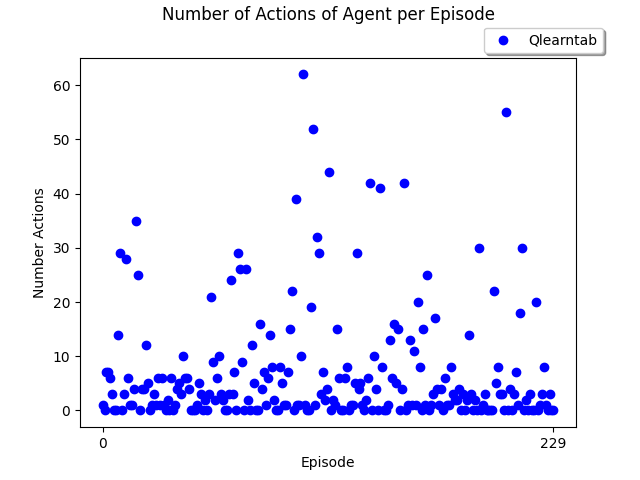 Number of Actions of Agent per Episode
Qlearntab
60
50
40
30
20
10
0
Number Actions
0 229
Episode